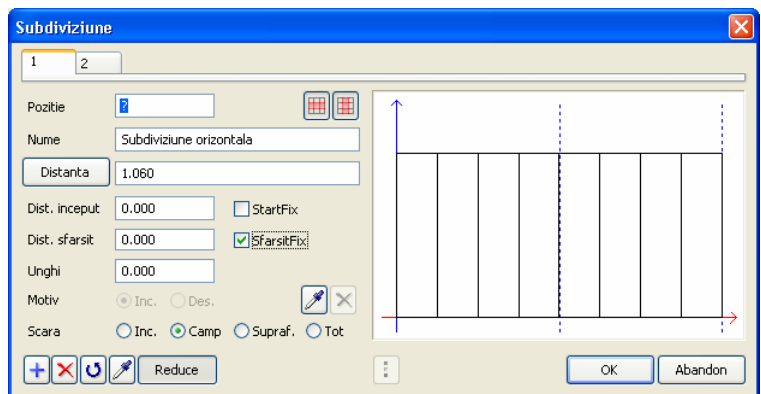 Subdiviziune
1 2
Pozitie ?
Nume Subdiviziune orizontala
Distanta 1.060
Dist. inceput 0.000 StartFix
Dist. sfarsit 0.000 SfarsitFix
Unghi 0.000
Motiv Inc. Des.
Scara Inc. Camp Supraf. Tot
Reduce OK Abandon